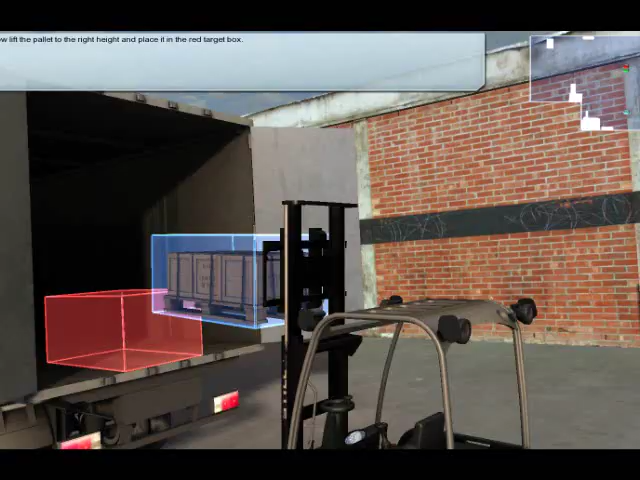 lift the pallet to the right height and place it in the red target box.